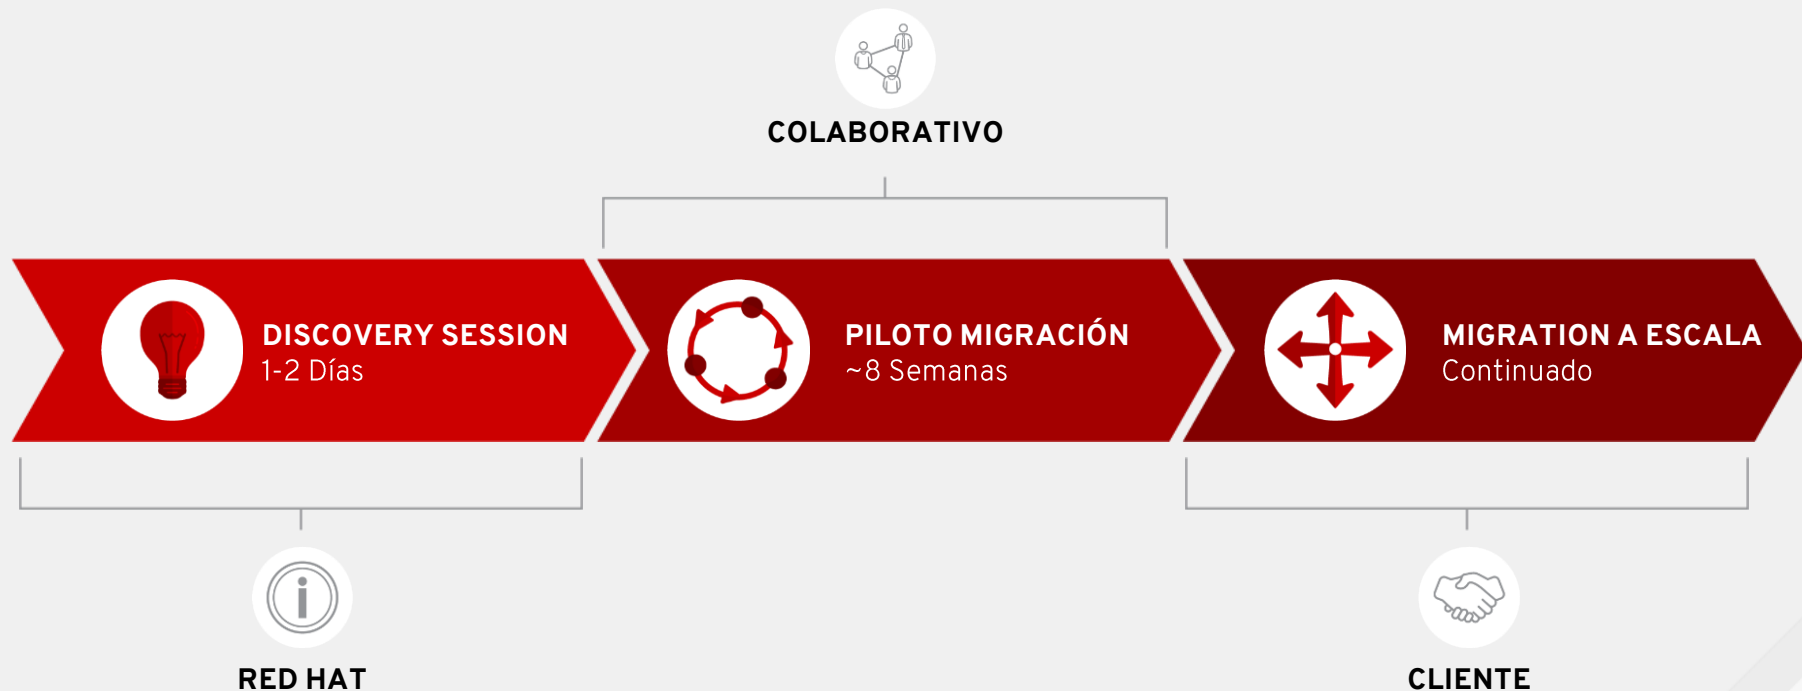 COLABORATIVO
DISCOVERY SESSION
1-2 Días
PILOTO MIGRACIÓN
~8 Semanas
MIGRATION A ESCALA
Continuado
RED HAT
CLIENTE